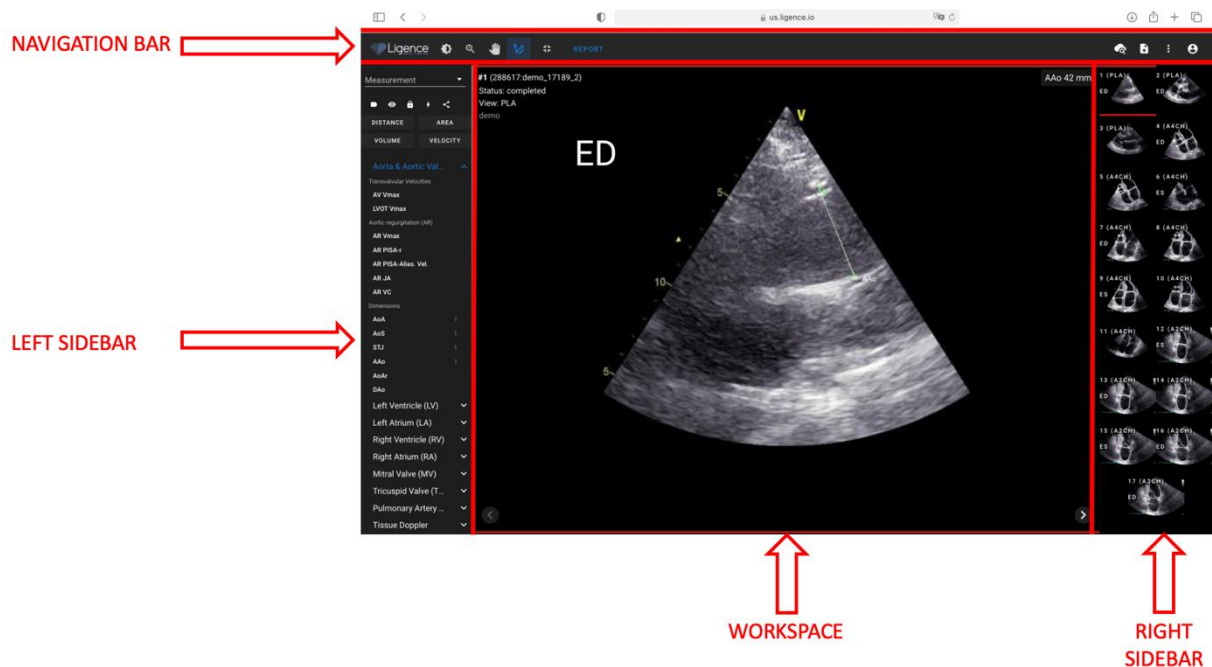 us.ligence.io
NAVIGATION BAR
Ligence
REPORT
Measurement
DISTANCE
AREA
VOLUME
VELOCITY
Aorta & Aortic Val...
Transvalvular Velocities
AV Vmax
LVOT Vmax
Aortic regurgitation (AR)
AR Vmax
AR PISA-r
AR PISA-Alias. Vel.
AR JA
AR VC
Dimensions
AoA 1
AoS 1
STJ 1
AAo 1
AoAr
DAo
Left Ventricle (LV)
Left Atrium (LA)
Right Ventricle (RV)
Right Atrium (RA)
Mitral Valve (MV)
Tricuspid Valve (T...
Pulmonary Artery ...
Tissue Doppler
LEFT SIDEBAR
#1 (288617:demo_17189_2)
Status: completed
View: PLA
demo
AAo 42 mm
V
ED
5
10
5
AAo
1 (PLA)
ED
2 (PLA)
3 (PLA)
4 (A4CH)
ED
5 (A4CH)
ES
6 (A4CH)
ES
7 (A4CH)
ED
8 (A4CH)
9 (A4CH)
ES
10 (A4CH)
11 (A4CH)
12 (A2CH)
ES
13 (A2CH)
ED
14 (A2CH)
15 (A2CH)
ES
16 (A2CH)
ED
17 (A2CH)
ED
WORKSPACE
RIGHT
SIDEBAR